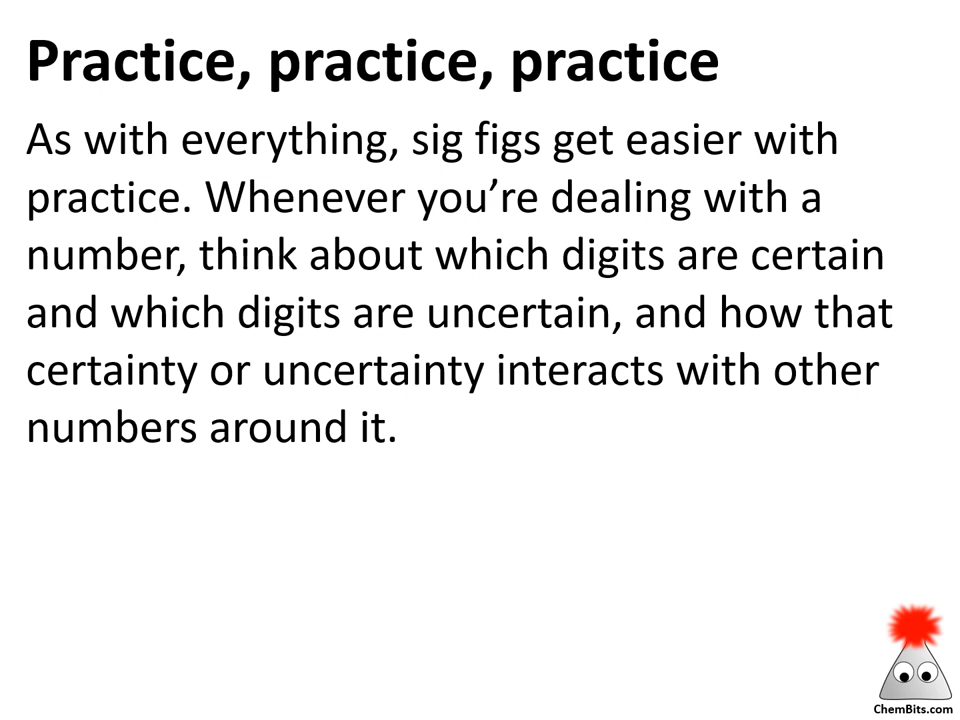 Practice, practice, practice
As with everything, sig figs get easier with
practice. Whenever you’re dealing with a
number, think about which digits are certain
and which digits are uncertain, and how that
certainty or uncertainty interacts with other
numbers around it.
ChemBits.com